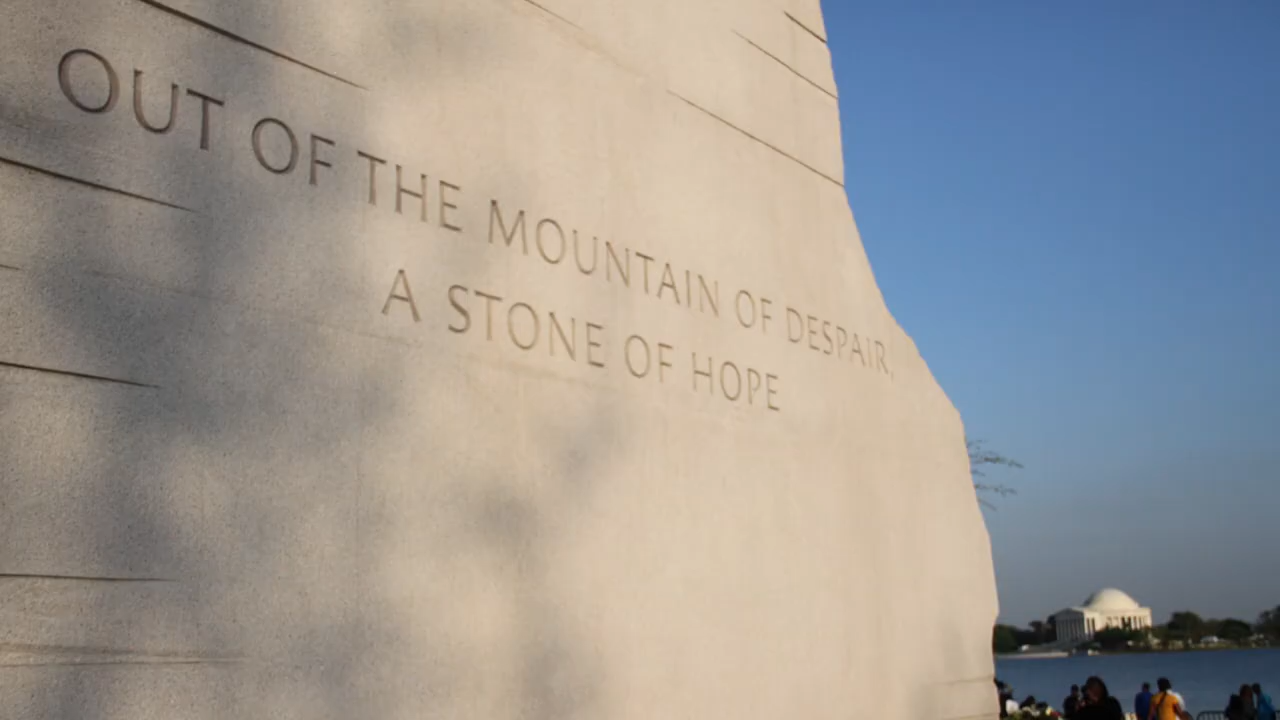 OUT OF THE MOUNTAIN OF DESPAIR,
A STONE OF HOPE